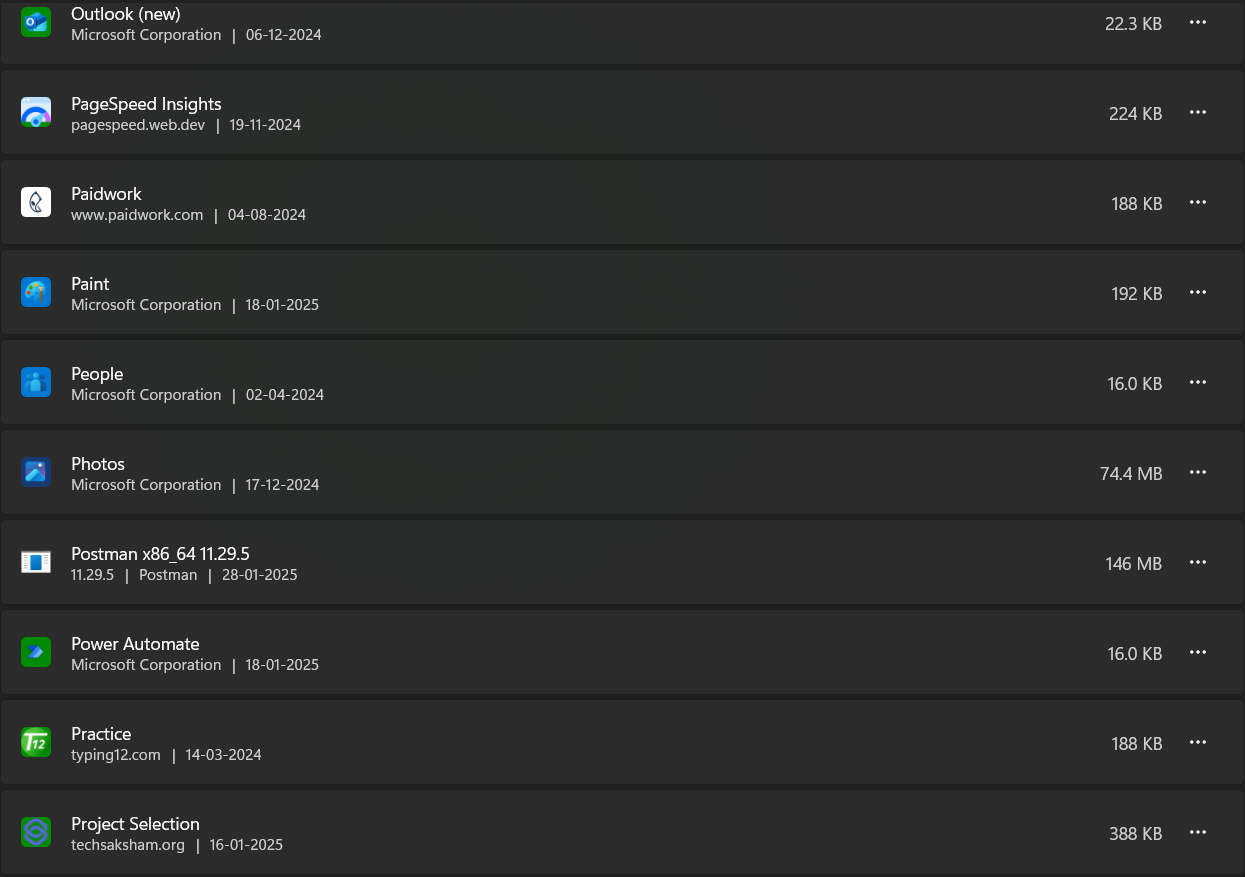 Outlook (new)
Microsoft Corporation | 06-12-2024
22.3 KB
PageSpeed Insights
pagespeed.web.dev | 19-11-2024
224 KB
Paidwork
www.paidwork.com | 04-08-2024
188 KB
Paint
Microsoft Corporation | 18-01-2025
192 KB
People
Microsoft Corporation | 02-04-2024
16.0 KB
Photos
Microsoft Corporation | 17-12-2024
74.4 MB
Postman x86_64 11.29.5
11.29.5 | Postman | 28-01-2025
146 MB
Power Automate
Microsoft Corporation | 18-01-2025
16.0 KB
T12
Practice
typing12.com | 14-03-2024
188 KB
Project Selection
techsaksham.org | 16-01-2025
388 KB